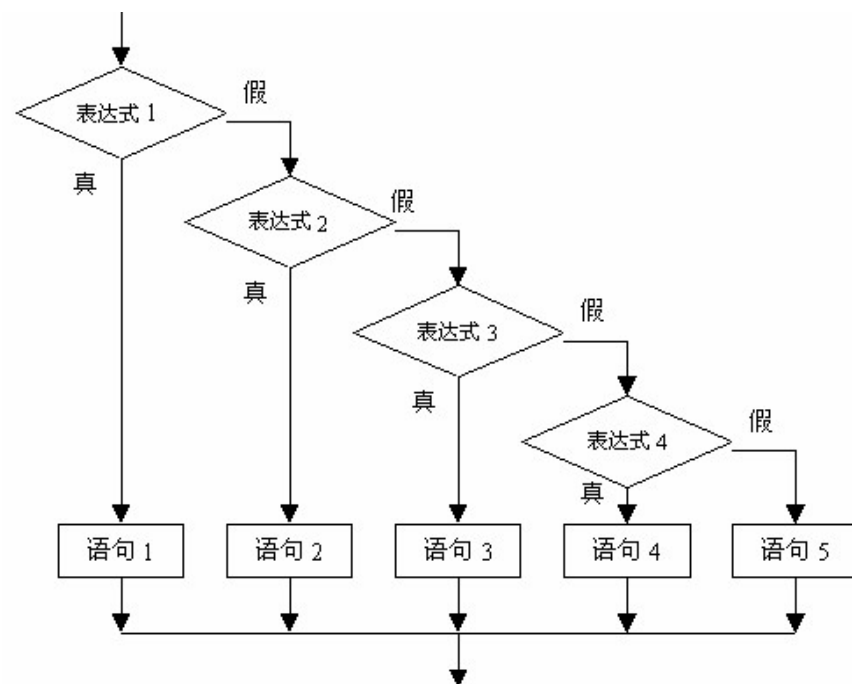 表达式 1
假
真
表达式 2
假
真
表达式 3
假
真
表达式 4
假
真
语句 1
语句 2
语句 3
语句 4
语句 5